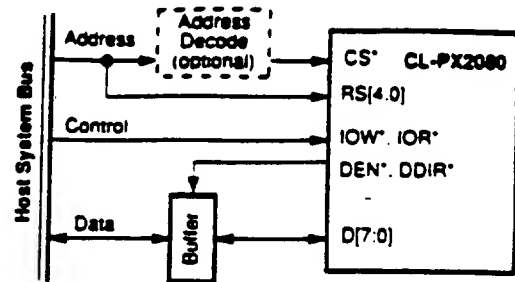 Address
Decode
(optional)
Address
CS* CL-PX2080
RS[4.0]
Control
IOW*, IOR*
DEN*, DDIR*
Data
Buffer
D[7:0]
Host System Bus